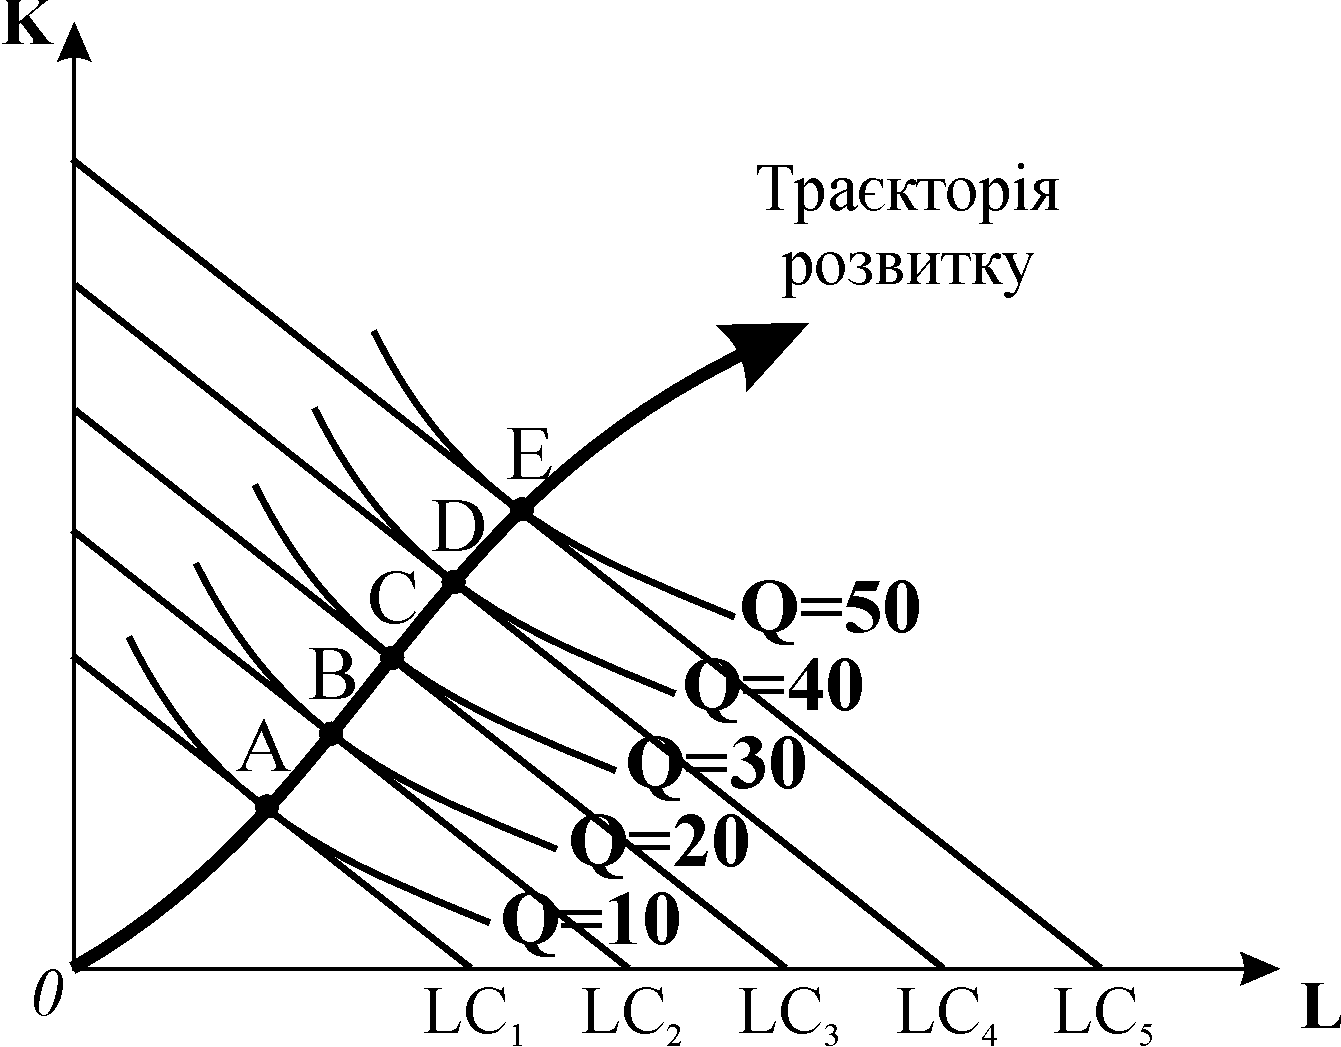 K
Траєкторія
розвитку
E
D
C
B
A
Q=50
Q=40
Q=30
Q=20
Q=10
0
LC₁ LC₂ LC₃ LC₄ LC₅
L